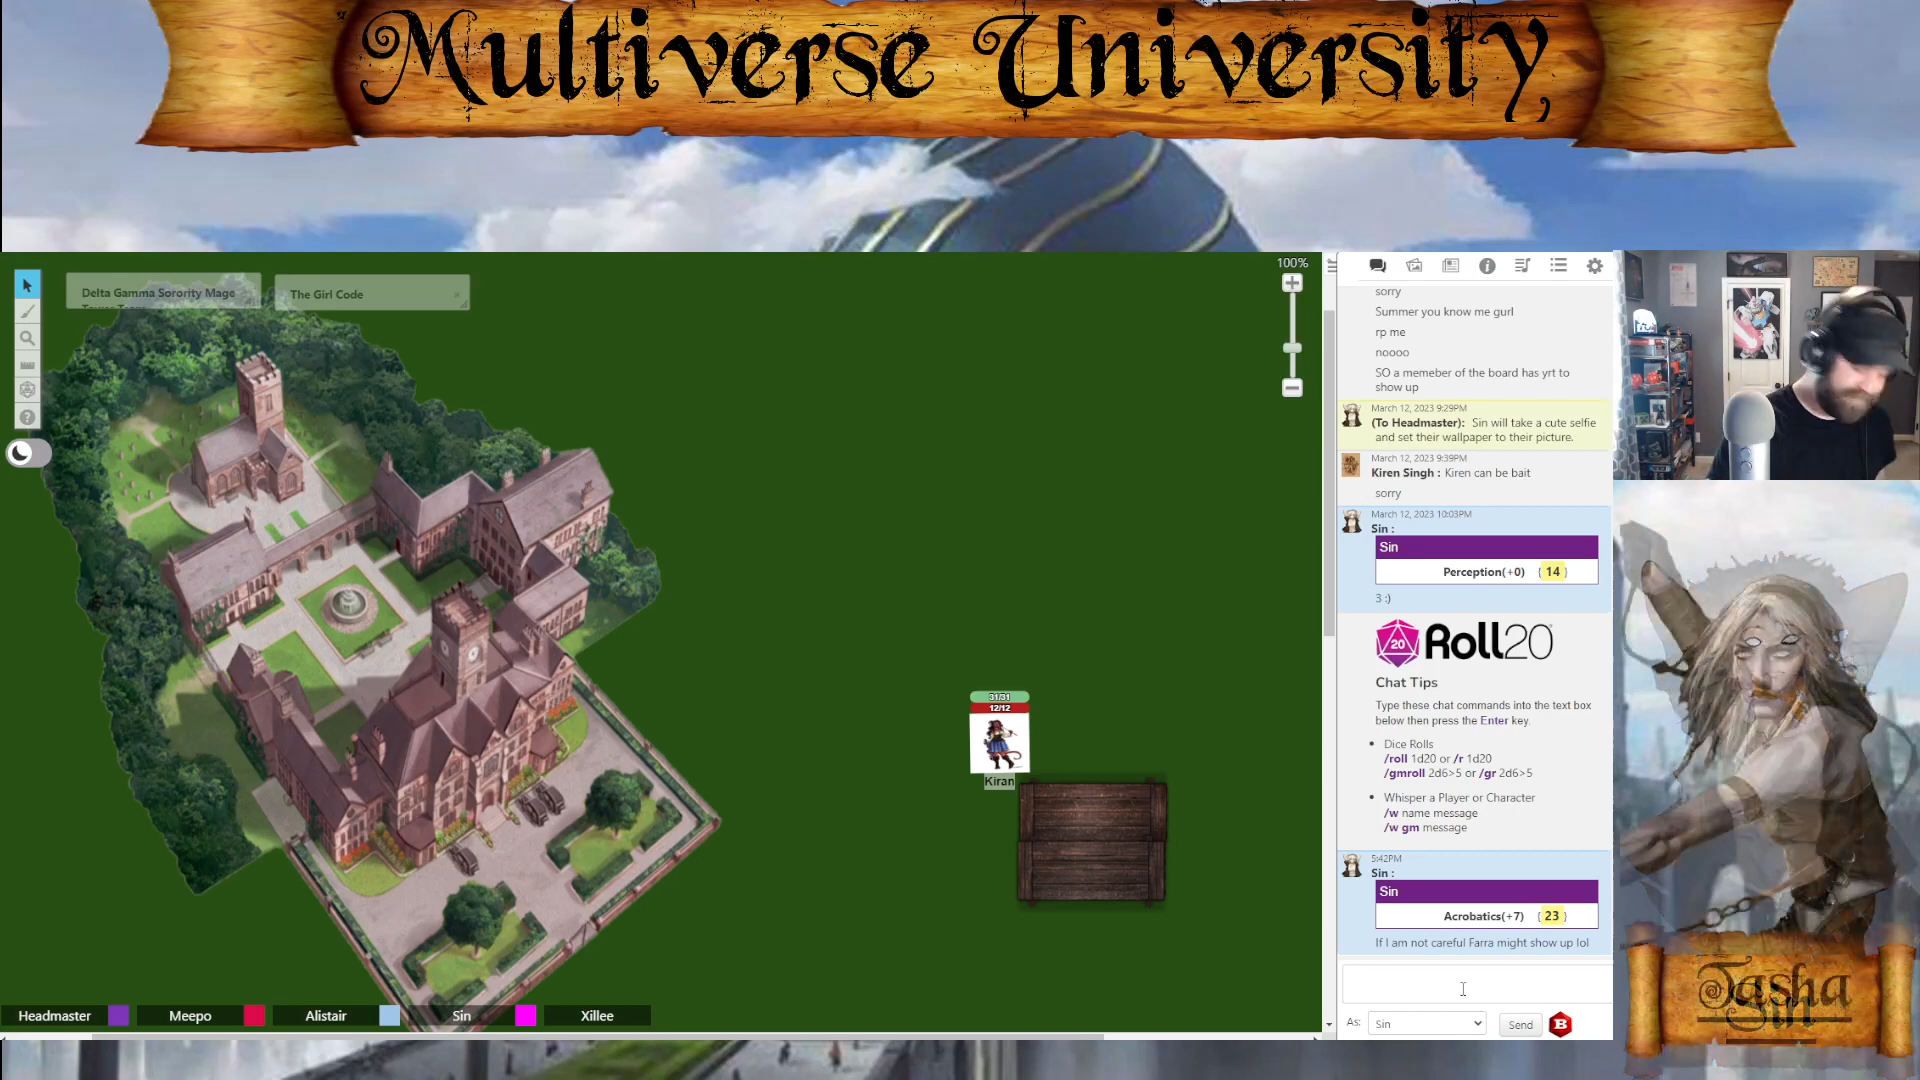 Multiverse University
100%
Delta Gamma Sorority Mage
The Girl Code
sorry
Summer you know me gurl
rp me
noooo
SO a memeber of the board has yrt to
show up
March 12, 2023 9:29PM
(To Headmaster): Sin will take a cute selfie
and set their wallpaper to their picture.
March 12, 2023 9:39PM
Kiren Singh : Kiren can be bait
sorry
March 12, 2023 10:03PM
Sin :
Sin
Perception(+0) 14
3 :)
20 Roll20
Chat Tips
Type these chat commands into the text box
below then press the Enter key.
Dice Rolls
/roll 1d20 or /r 1d20
/gmroll 2d6>5 or /gr 2d6>5
Whisper a Player or Character
/w name message
/w gm message
5:42PM
Sin :
Sin
Acrobatics(+7) 23
If I am not careful Farra might show up lol
As: Sin Send B
31/31
12/12
Kiran
Headmaster Meepo Alistair Sin Xillee
Tasha